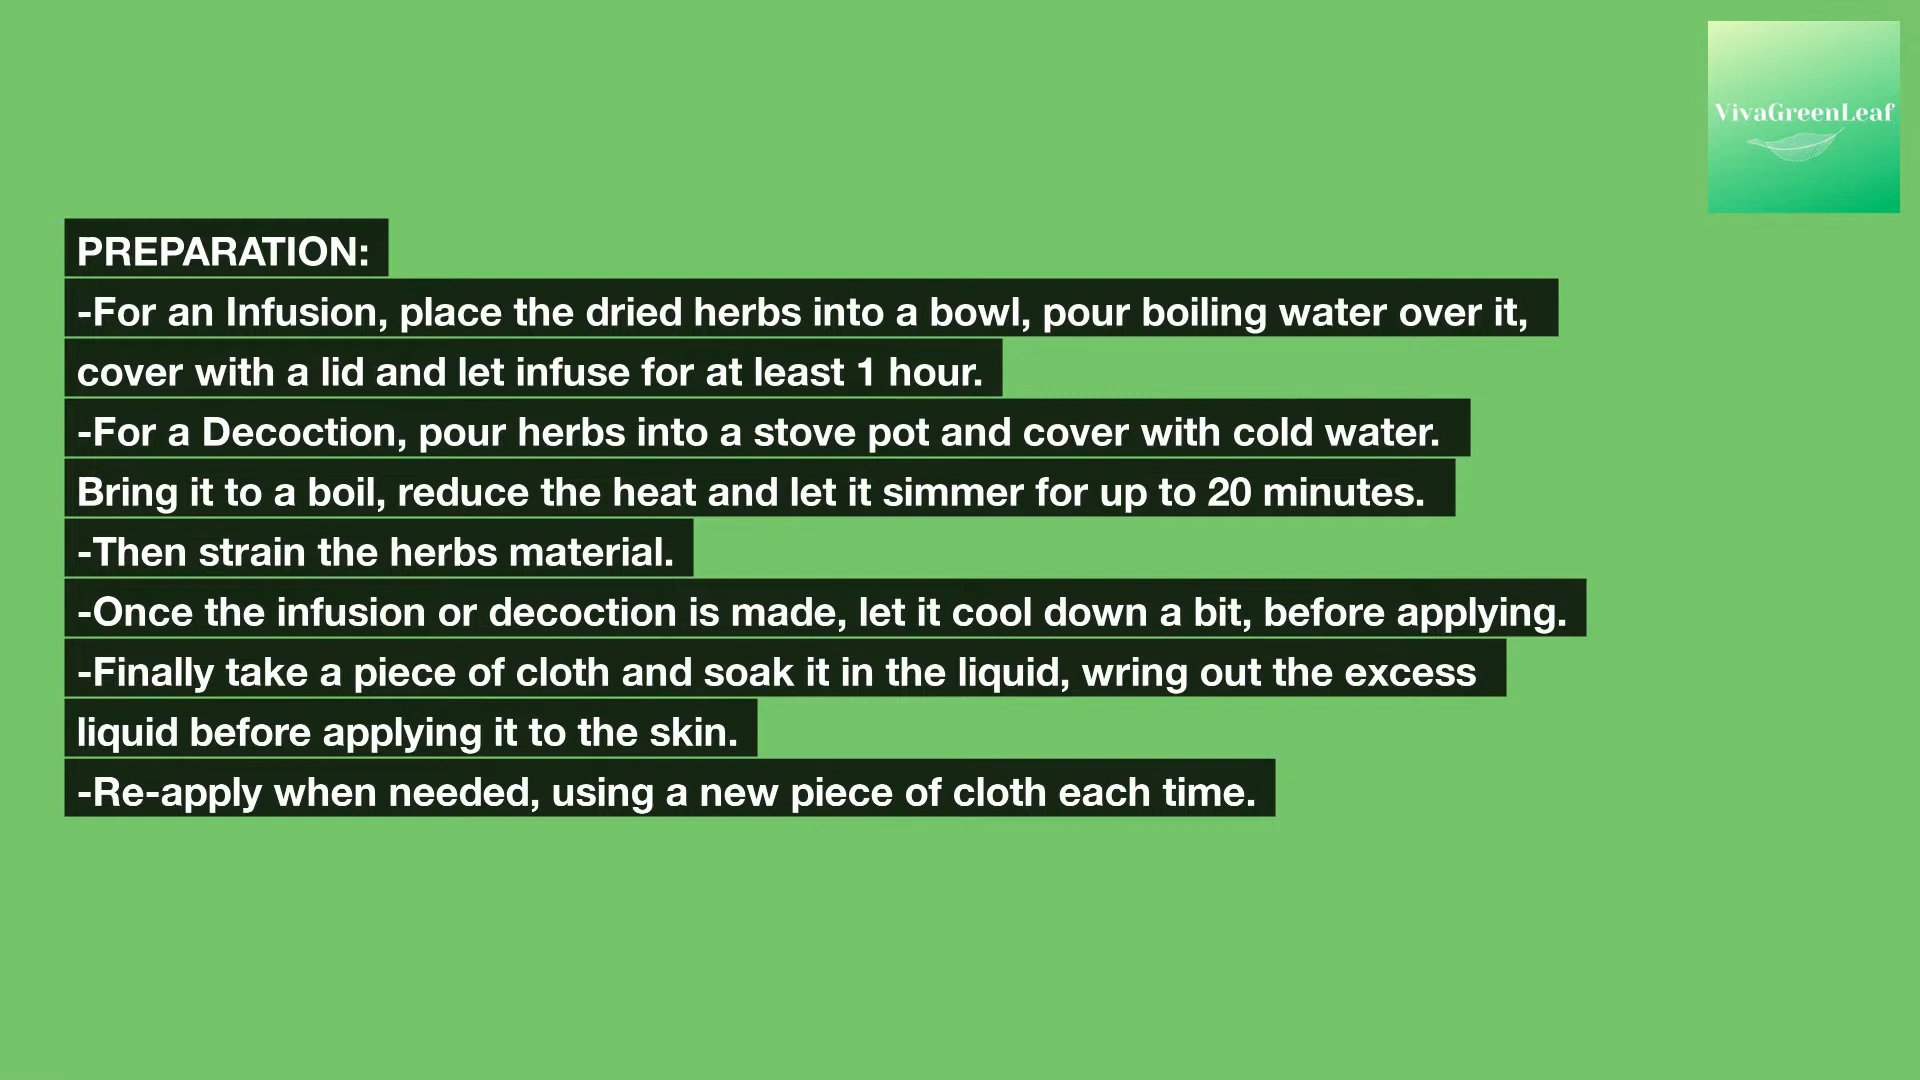 VivaGreenLeaf
PREPARATION:
-For an Infusion, place the dried herbs into a bowl, pour boiling water over it,
cover with a lid and let infuse for at least 1 hour.
-For a Decoction, pour herbs into a stove pot and cover with cold water.
Bring it to a boil, reduce the heat and let it simmer for up to 20 minutes.
-Then strain the herbs material.
-Once the infusion or decoction is made, let it cool down a bit, before applying.
-Finally take a piece of cloth and soak it in the liquid, wring out the excess
liquid before applying it to the skin.
-Re-apply when needed, using a new piece of cloth each time.